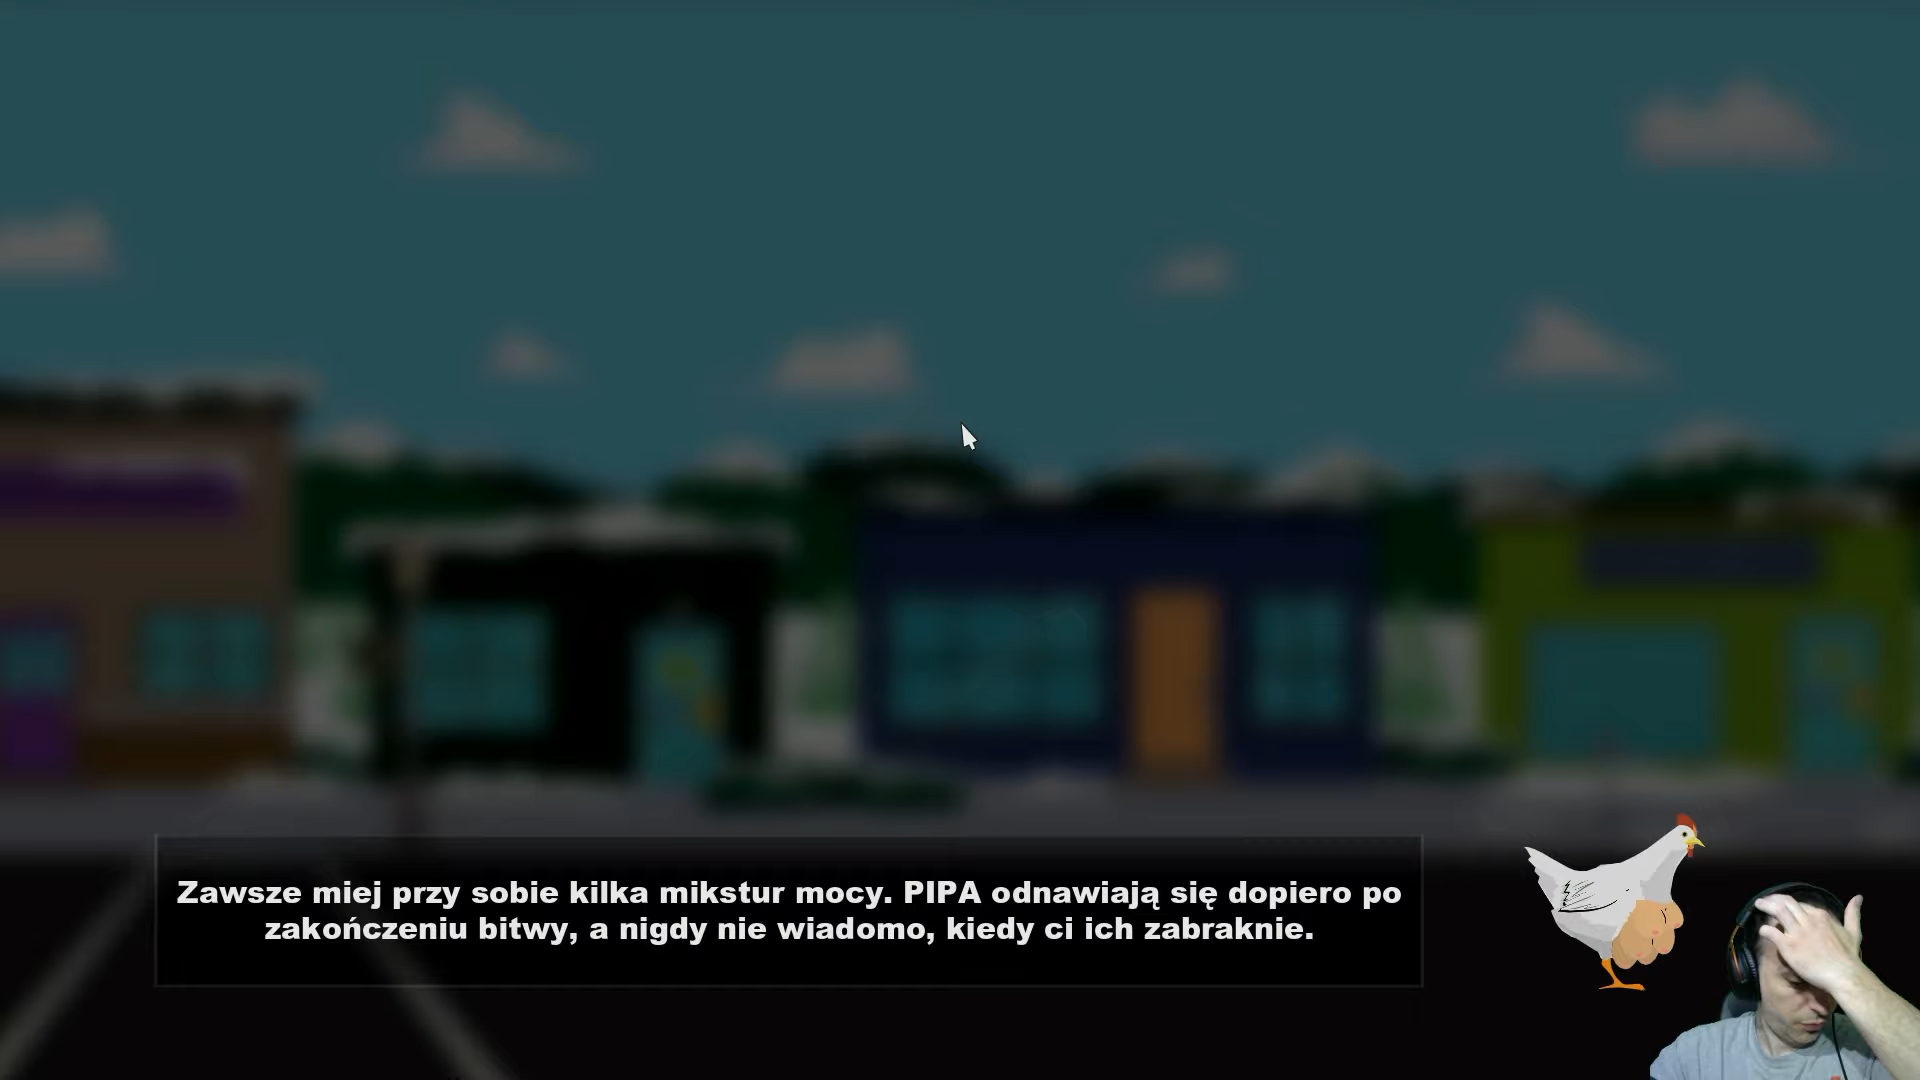 Zawsze miej przy sobie kilka mikstur mocy. PIPA odnawiają się dopiero po
zakończeniu bitwy, a nigdy nie wiadomo, kiedy ci ich zabraknie.